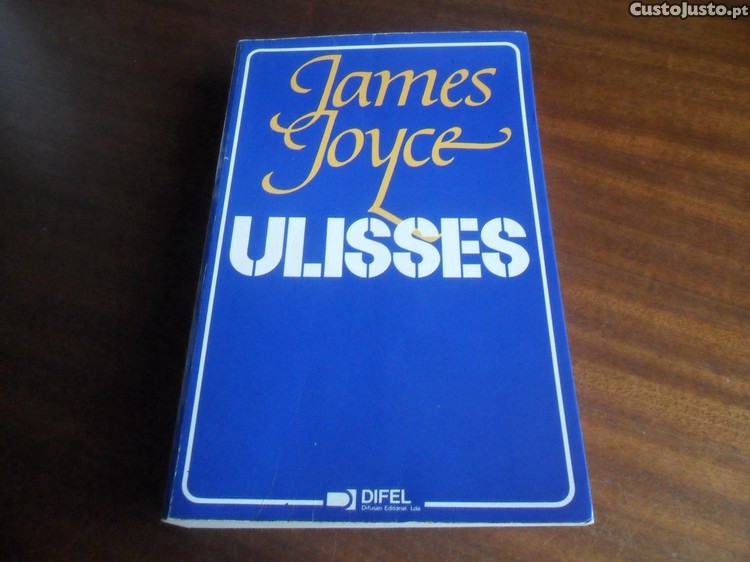 CustoJusto.pt
James
Joyce
ULISSES
DIFEL
Difusão Editorial, Lda